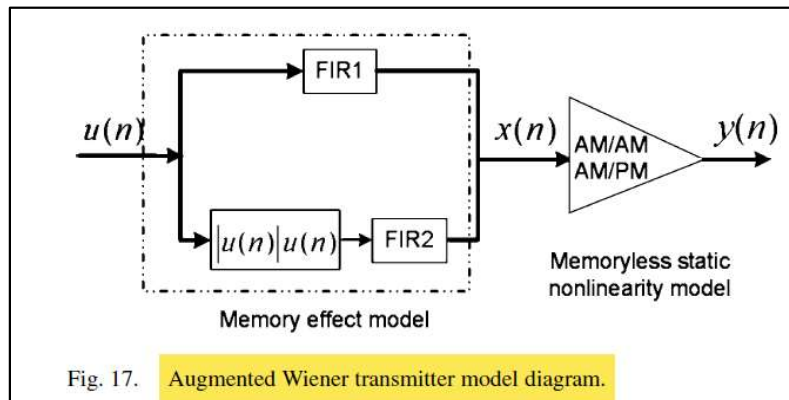 FIR1
u(n)
x(n)
AM/AM
AM/PM
y(n)
|u(n)|u(n)
FIR2
Memoryless static
nonlinearity model
Memory effect model
Fig. 17. Augmented Wiener transmitter model diagram.